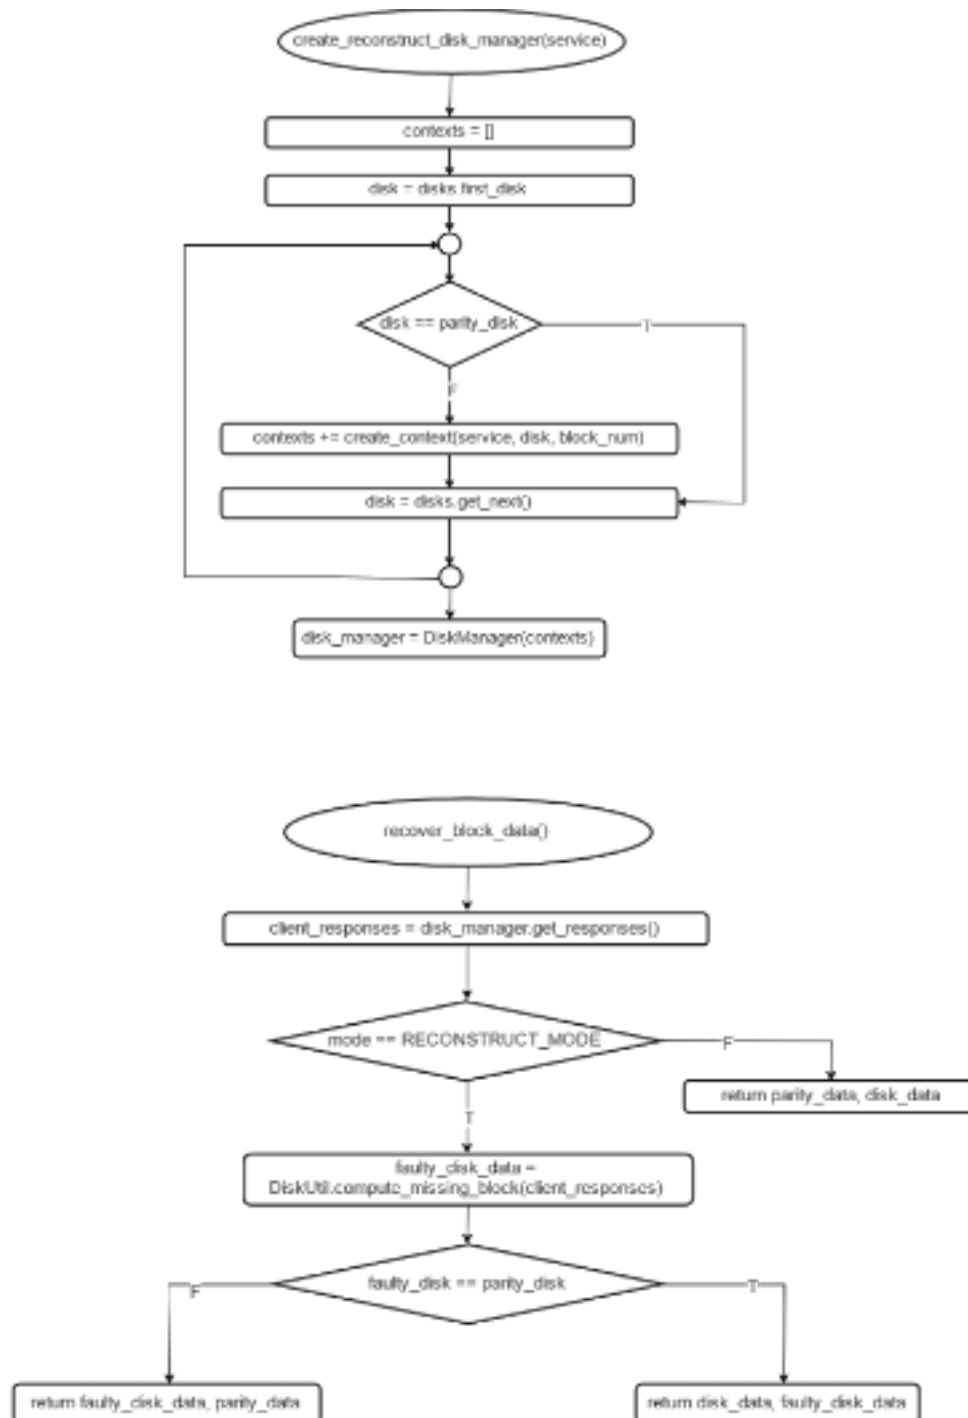 create_reconstruct_disk_manager(service)
contexts = []
disk = disks.first_disk
disk == parity_disk
T
F
contexts += create_context(service, disk, block_num)
disk = disks.get_next()
disk_manager = DiskManager(contexts)
recover_block_data()
client_responses = disk_manager.get_responses()
mode == RECONSTRUCT_MODE
F
return parity_data, disk_data
T
faulty_disk_data =
DiskUtil.compute_missing_block(client_responses)
faulty_disk == parity_disk
F
T
return faulty_disk_data, parity_data
return disk_data, faulty_disk_data